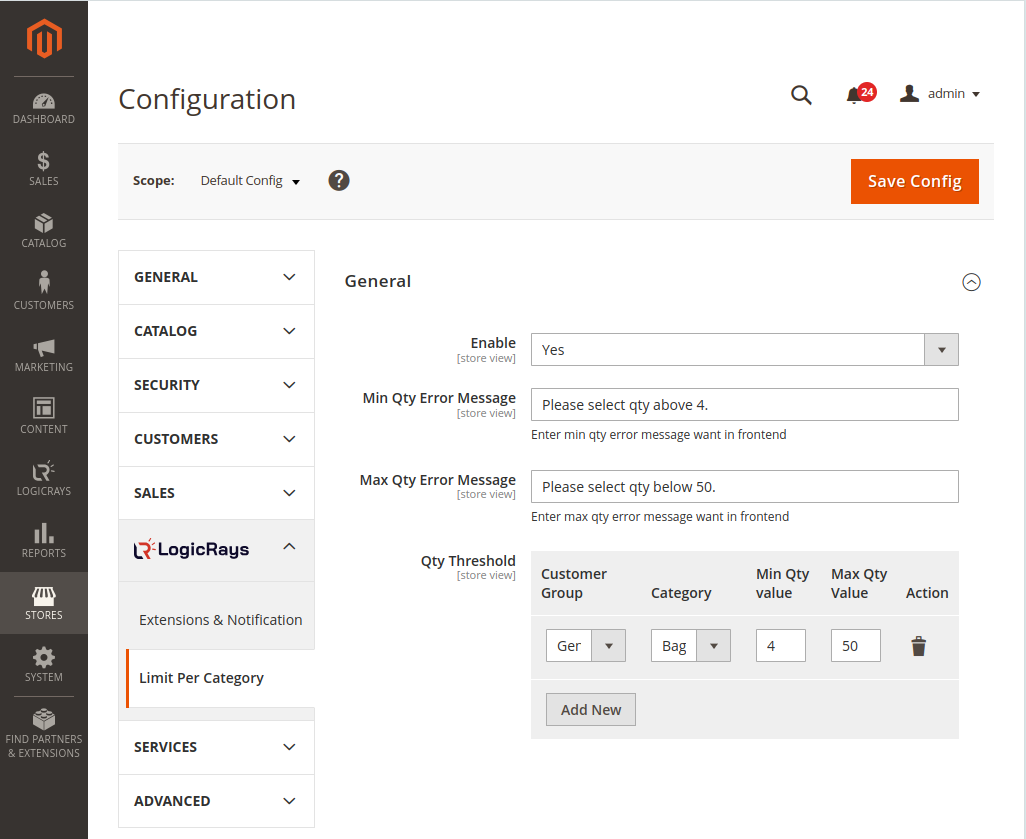 Configuration
24
admin
DASHBOARD
SALES
CATALOG
CUSTOMERS
MARKETING
CONTENT
LOGICRAYS
REPORTS
STORES
SYSTEM
FIND PARTNERS
& EXTENSIONS
Scope:
Default Config
?
Save Config
GENERAL
CATALOG
SECURITY
CUSTOMERS
SALES
LogicRays
Extensions & Notification
Limit Per Category
SERVICES
ADVANCED
General
Enable
[store view]
Yes
Min Qty Error Message
[store view]
Please select qty above 4.
Enter min qty error message want in frontend
Max Qty Error Message
[store view]
Please select qty below 50.
Enter max qty error message want in frontend
Qty Threshold
[store view]
Customer Group
Category
Min Qty value
Max Qty Value
Action
Ger
Bag
4
50
Add New